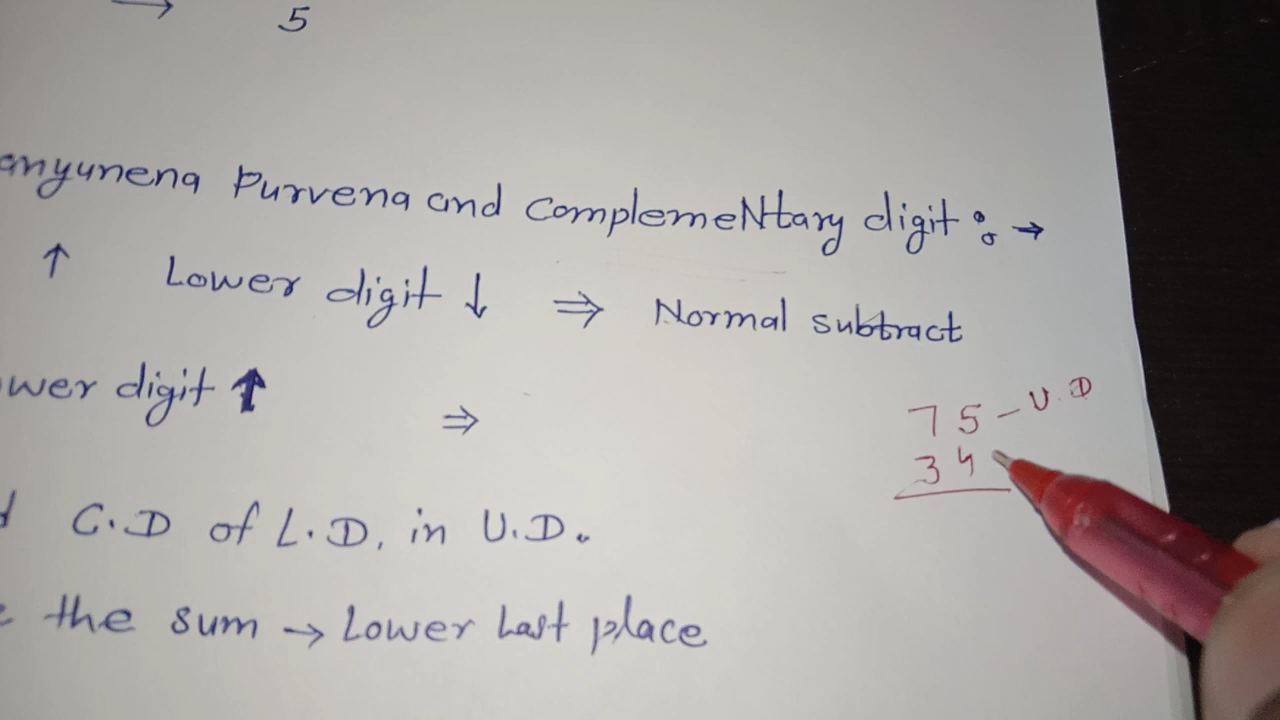 → 5
anyunena Purvena and complemeNtary digit :→
↑ Lower digit ↓ ⇒ Normal subtract
wer digit ↑ ⇒
75 - U.D
34
C.D of L.D, in U.D.
the sum → Lower Last place